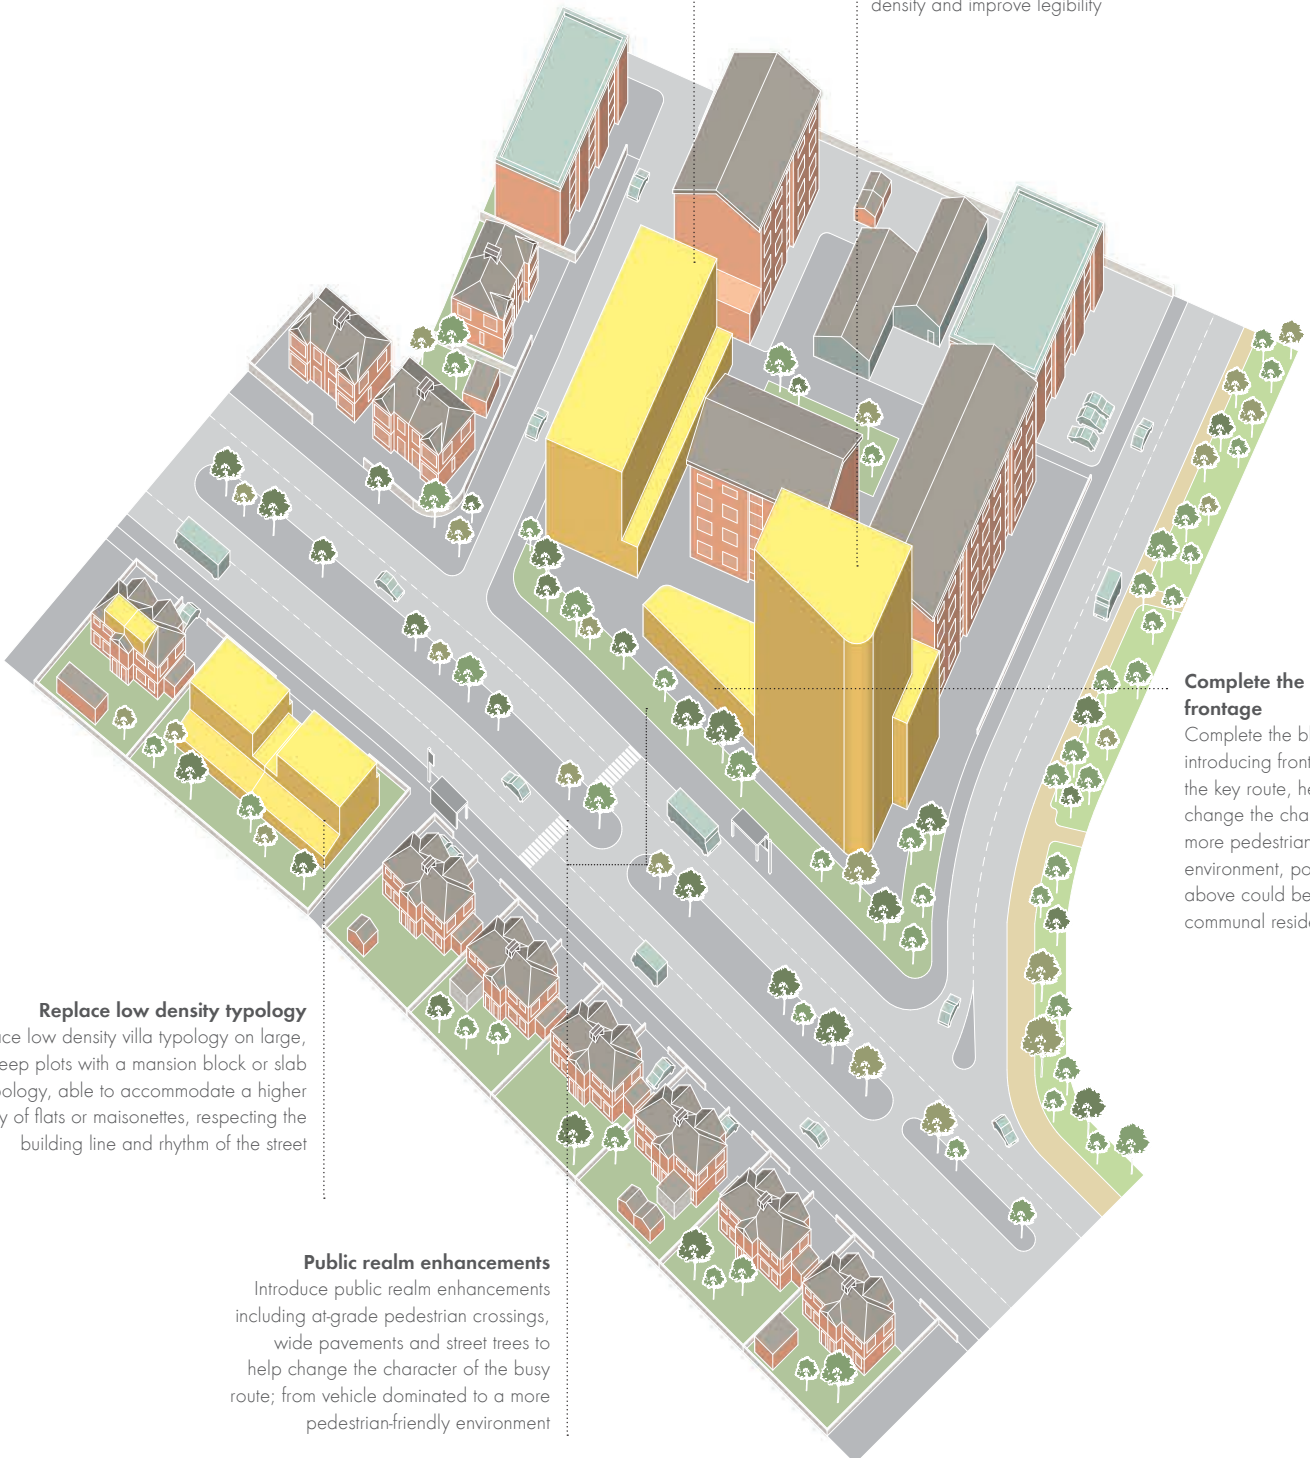 density and improve legibility
Complete the
frontage
Complete the b
introducing front
the key route, he
change the cha
more pedestrian
environment, po
above could be
communal reside
Replace low density typology
ce low density villa typology on large,
eep plots with a mansion block or slab
ology, able to accommodate a higher
y of flats or maisonettes, respecting the
building line and rhythm of the street
Public realm enhancements
Introduce public realm enhancements
including at-grade pedestrian crossings,
wide pavements and street trees to
help change the character of the busy
route; from vehicle dominated to a more
pedestrian-friendly environment